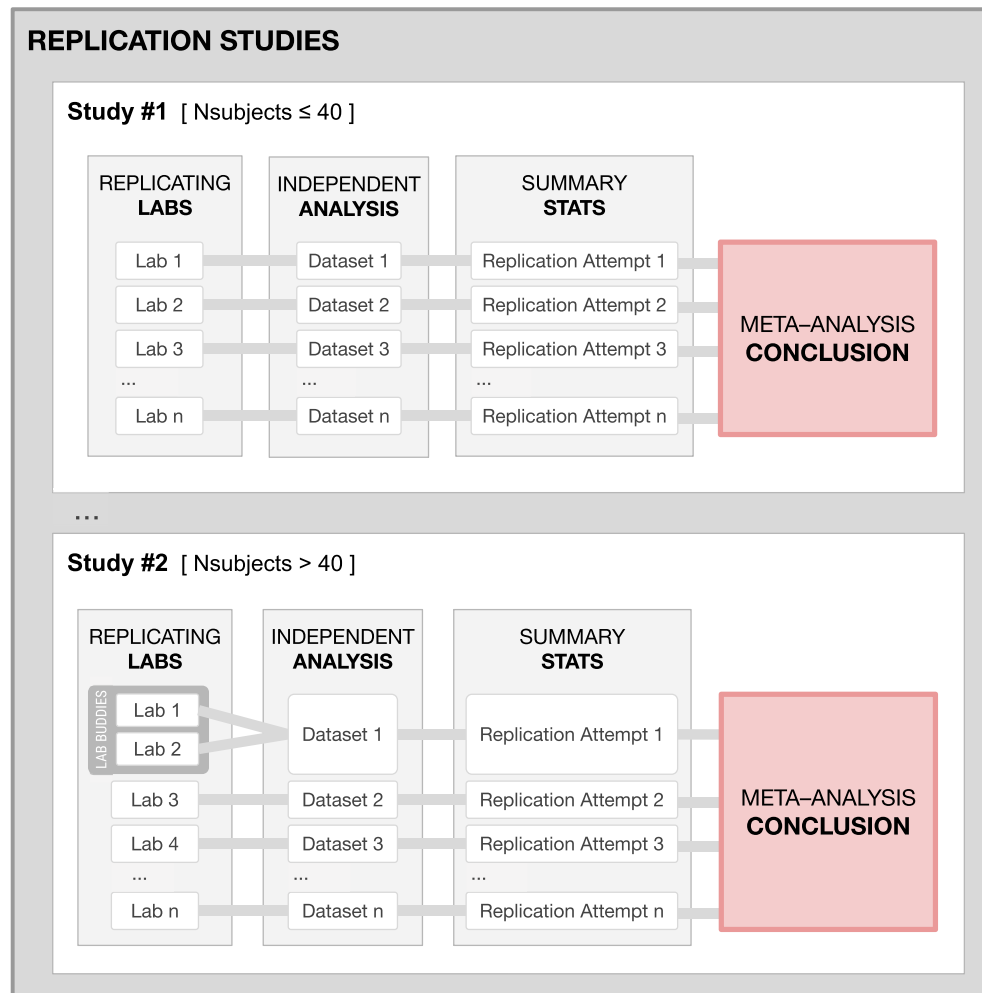 REPLICATION STUDIES
Study #1 [ Nsubjects ≤ 40 ]
REPLICATING
LABS
INDEPENDENT
ANALYSIS
SUMMARY
STATS
Lab 1
Dataset 1
Replication Attempt 1
Lab 2
Dataset 2
Replication Attempt 2
Lab 3
Dataset 3
Replication Attempt 3
...
...
...
Lab n
Dataset n
Replication Attempt n
META–ANALYSIS
CONCLUSION
...
Study #2 [ Nsubjects > 40 ]
REPLICATING
LABS
INDEPENDENT
ANALYSIS
SUMMARY
STATS
LAB BUDDIES
Lab 1
Lab 2
Dataset 1
Replication Attempt 1
Lab 3
Dataset 2
Replication Attempt 2
Lab 4
Dataset 3
Replication Attempt 3
...
...
...
Lab n
Dataset n
Replication Attempt n
META–ANALYSIS
CONCLUSION